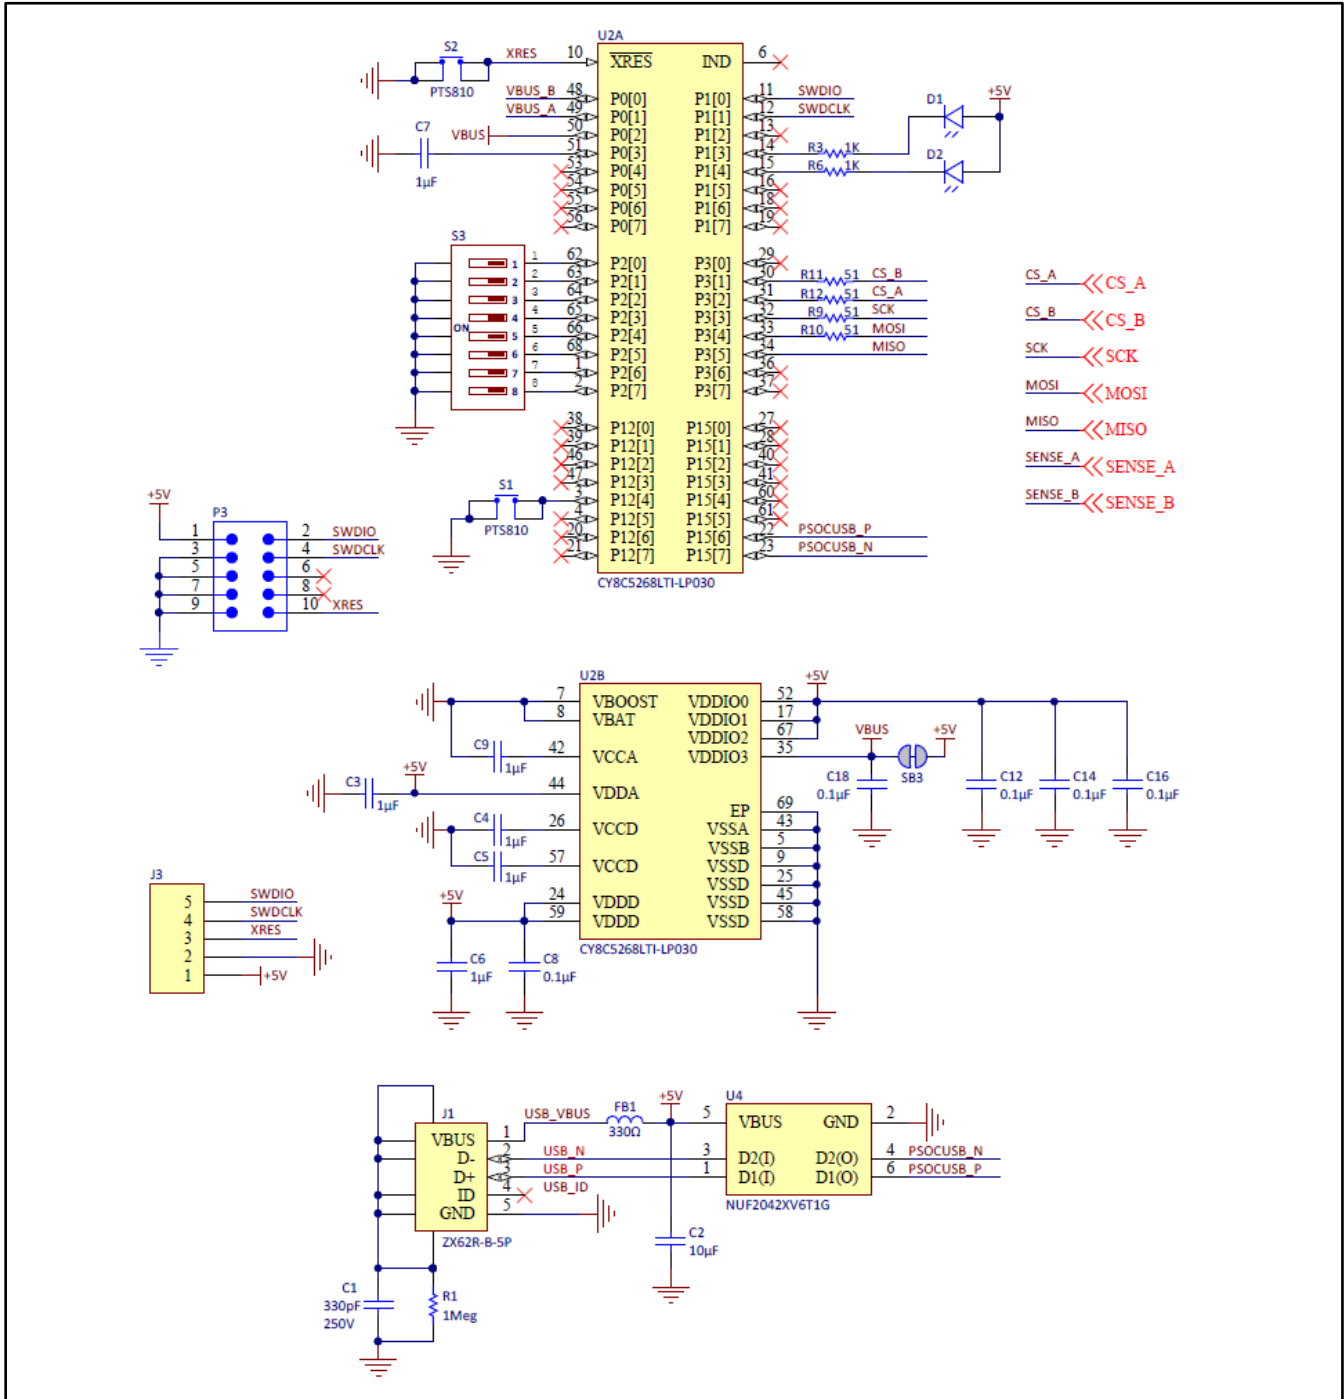 U2A
S2 XRES 10 XRES IND 6
PTS810
VBUS_B 48 P0[0] P1[0] 11 SWDIO
VBUS_A 49 P0[1] P1[1] 12 SWDCLK
VBUS 50 P0[2] P1[2] 13
C7 1µF 51 P0[3] P1[3] 14 R3 1K D1 +5V
53 P0[4] P1[4] 15 R6 1K D2
54 P0[5] P1[5] 16
55 P0[6] P1[6] 18
56 P0[7] P1[7] 19
S3
ON
1 1 62 P2[0] P3[0] 29
2 2 63 P2[1] P3[1] 30 R11 51 CS_B
3 3 64 P2[2] P3[2] 31 R12 51 CS_A
4 4 65 P2[3] P3[3] 32 R9 51 SCK
5 5 66 P2[4] P3[4] 33 R10 51 MOSI
6 6 68 P2[5] P3[5] 34 MISO
7 7 1 P2[6] P3[6] 36
8 8 2 P2[7] P3[7] 37
CS_A CS_A
CS_B CS_B
SCK SCK
MOSI MOSI
MISO MISO
SENSE_A SENSE_A
SENSE_B SENSE_B
38 P12[0] P15[0] 27
39 P12[1] P15[1] 28
46 P12[2] P15[2] 40
47 P12[3] P15[3] 41
S1 3 P12[4] P15[4] 60
PTS810 4 P12[5] P15[5] 61
20 P12[6] P15[6] 22 PSOCUSB_P
21 P12[7] P15[7] 23 PSOCUSB_N
CY8C5268LTI-LP030
+5V
P3
1 2 SWDIO
3 4 SWDCLK
5 6
7 8
9 10 XRES
U2B
7 VBOOST VDDIO0 52 +5V
8 VBAT VDDIO1 17
VDDIO2 67
C9 1µF 42 VCCA VDDIO3 35 VBUS SB3 +5V
C3 1µF +5V 44 VDDA
C18 0.1µF
C12 0.1µF
C14 0.1µF
C16 0.1µF
EP 69
C4 1µF 26 VCCD VSSA 43
VSSB 5
C5 1µF 57 VCCD VSSD 9
VSSD 25
+5V 24 VDDD VSSD 45
59 VDDD VSSD 58
CY8C5268LTI-LP030
C6 1µF
C8 0.1µF
J3
5 SWDIO
4 SWDCLK
3 XRES
2
1 +5V
J1
VBUS 1 USB_VBUS
D- 2 USB_N
D+ 3 USB_P
ID 4 USB_ID
GND 5
ZX62R-B-5P
FB1
330Ω
+5V
U4
5 VBUS GND 2
3 D2(I) D2(O) 4 PSOCUSB_N
1 D1(I) D1(O) 6 PSOCUSB_P
NUF2042XV6T1G
C2
10µF
C1
330pF
250V
R1
1Meg